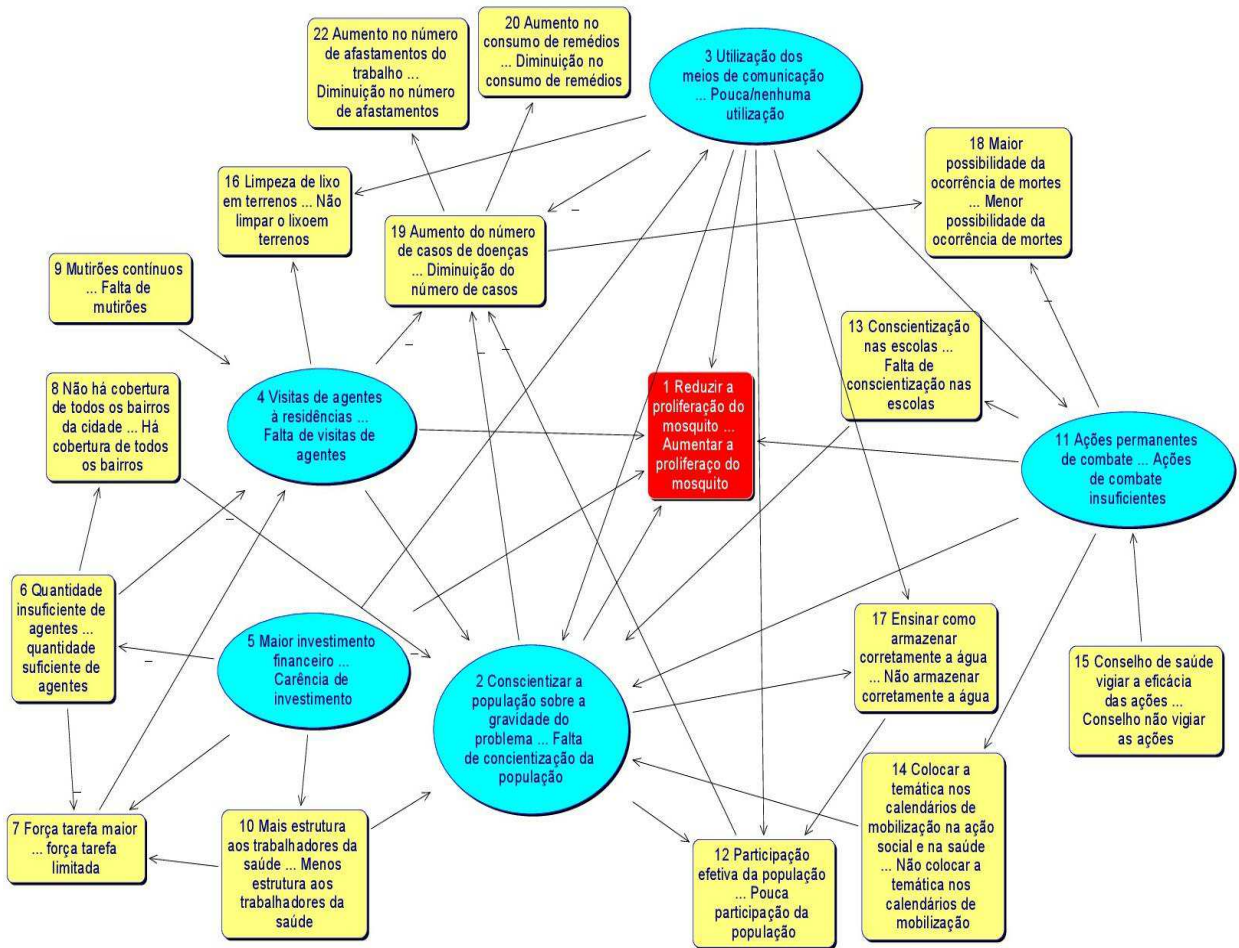 22 Aumento no número
de afastamentos do
trabalho ...
Diminuição no número
de afastamentos
20 Aumento no
consumo de remédios
... Diminuição no
consumo de remédios
3 Utilização dos
meios de comunicação
... Pouca/nenhuma
utilização
18 Maior
possibilidade da
ocorrência de mortes
... Menor
possibilidade da
ocorrência de mortes
16 Limpeza de lixo
em terrenos ... Não
limpar o lixoem
terrenos
19 Aumento do número
de casos de doenças
... Diminuição do
número de casos
9 Mutirões contínuos
... Falta de
mutirões
13 Conscientização
nas escolas ...
Falta de
conscientização nas
escolas
8 Não há cobertura
de todos os bairros
da cidade ... Há
cobertura de todos
os bairros
4 Visitas de agentes
à residências ...
Falta de visitas de
agentes
1 Reduzir a
proliferação do
mosquito ...
Aumentar a
proliferaço do
mosquito
11 Ações permanentes
de combate ... Ações
de combate
insuficientes
6 Quantidade
insuficiente de
agentes ...
quantidade
suficiente de
agentes
5 Maior investimento
financeiro ...
Carência de
investimento
2 Conscientizar a
população sobre a
gravidade do
problema ... Falta
de concientização da
população
17 Ensinar como
armazenar
corretamente a água
... Não armazenar
corretamente a água
15 Conselho de saúde
vigiar a eficácia
das ações ...
Conselho não vigiar
as ações
7 Força tarefa maior
... força tarefa
limitada
10 Mais estrutura
aos trabalhadores da
saúde ... Menos
estrutura aos
trabalhadores da
saúde
12 Participação
efetiva da população
... Pouca
participação da
população
14 Colocar a
temática nos
calendários de
mobilização na ação
social e na saúde
... Não colocar a
temática nos
calendários de
mobilização